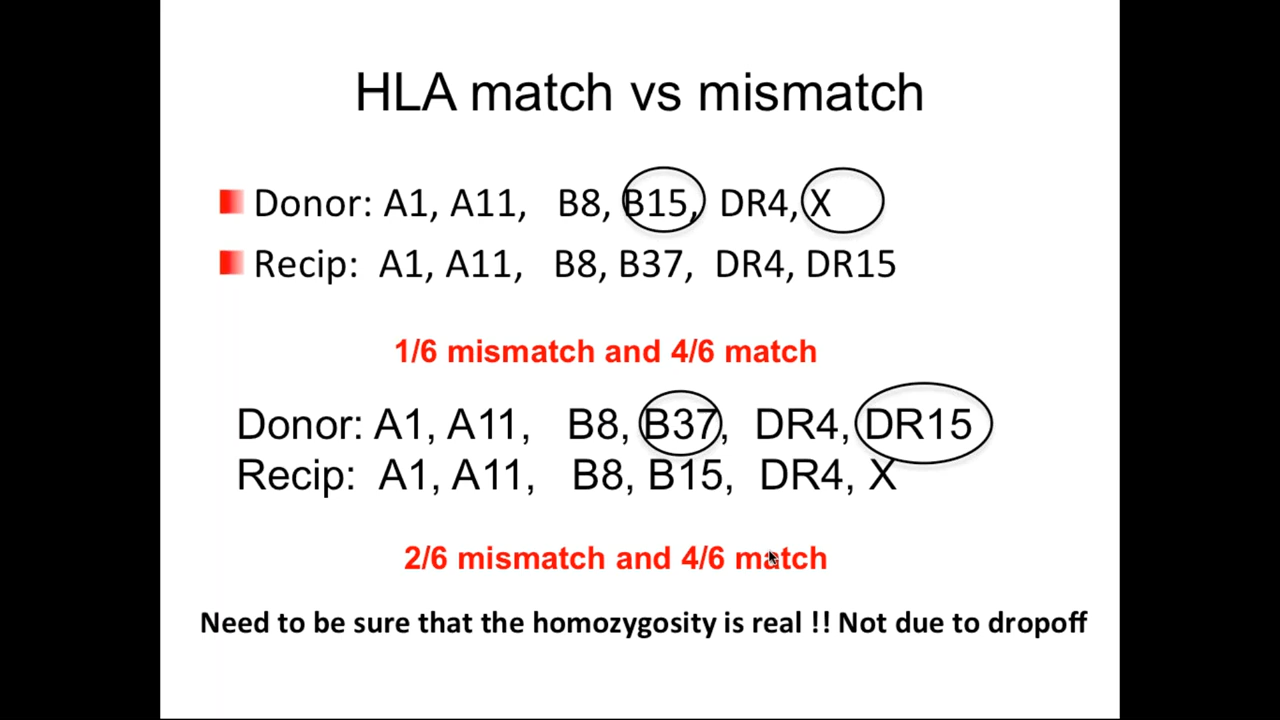 HLA match vs mismatch
Donor: A1, A11, B8, B15, DR4, X
Recip: A1, A11, B8, B37, DR4, DR15
1/6 mismatch and 4/6 match
Donor: A1, A11, B8, B37, DR4, DR15
Recip: A1, A11, B8, B15, DR4, X
2/6 mismatch and 4/6 match
Need to be sure that the homozygosity is real !! Not due to dropoff